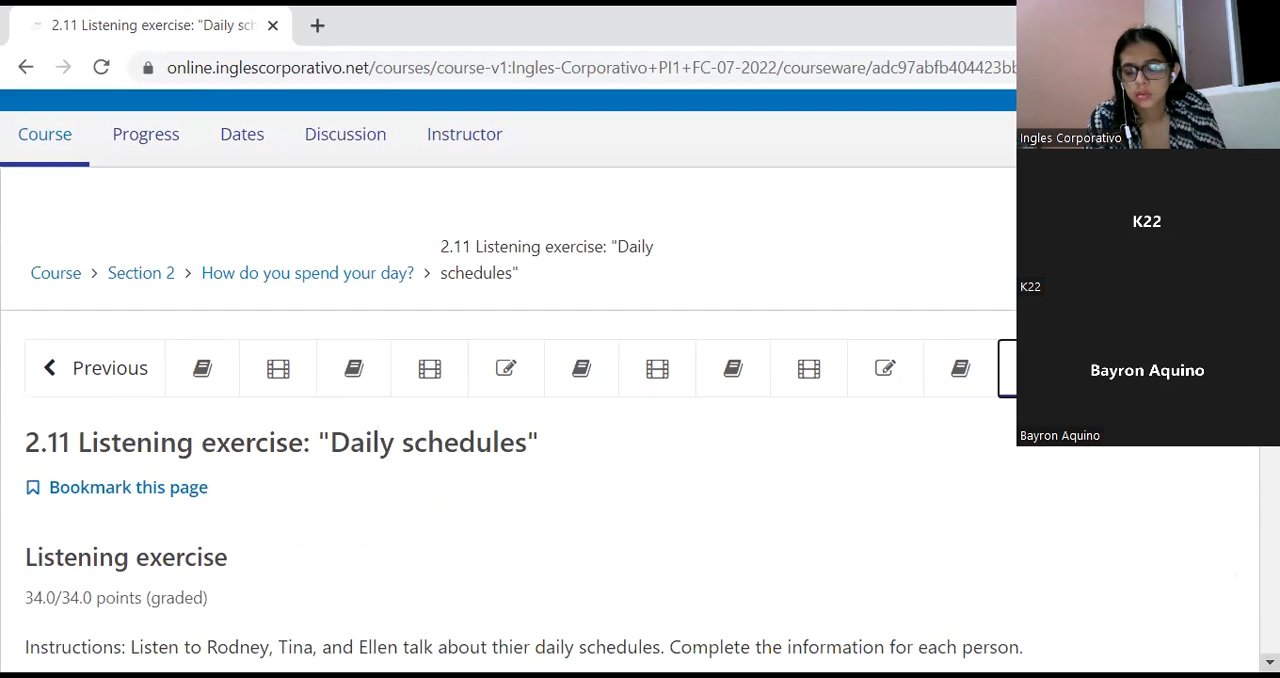 2.11 Listening exercise: "Daily sch
online.inglescorporativo.net/courses/course-v1:Ingles-Corporativo+PI1+FC-07-2022/courseware/adc97abfb404423bb
Course Progress Dates Discussion Instructor
Ingles Corporativo
K22
K22
Bayron Aquino
Bayron Aquino
Course > Section 2 > How do you spend your day? > 2.11 Listening exercise: "Daily
schedules"
Previous
2.11 Listening exercise: "Daily schedules"
Bookmark this page
Listening exercise
34.0/34.0 points (graded)
Instructions: Listen to Rodney, Tina, and Ellen talk about thier daily schedules. Complete the information for each person.